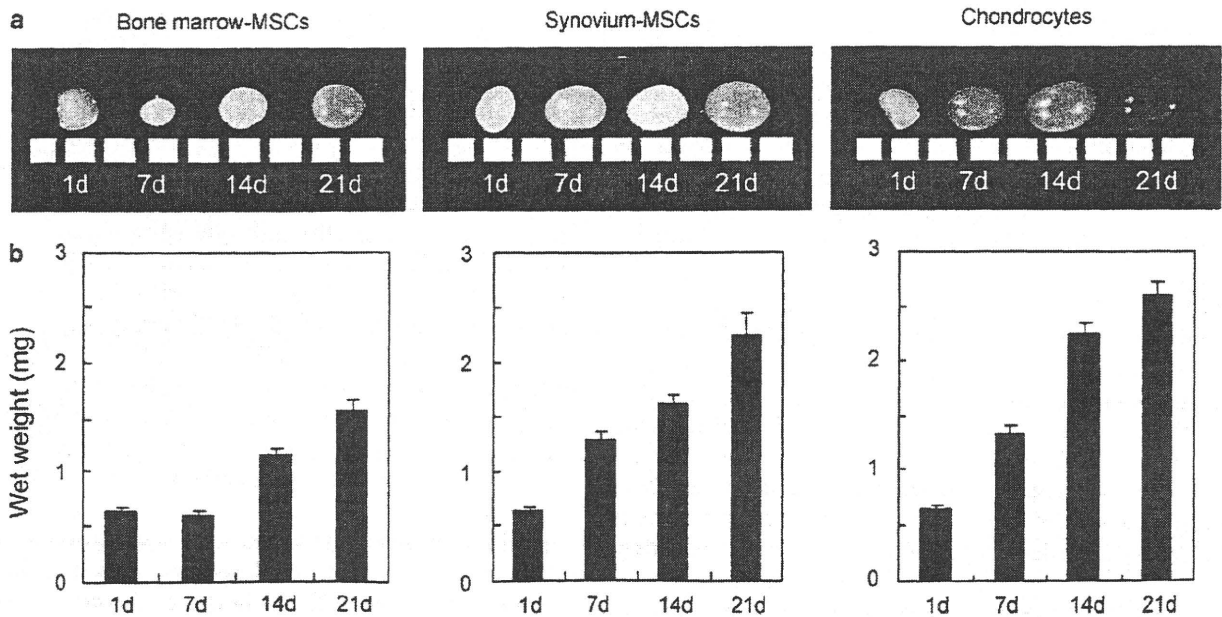 a Bone marrow-MSCs Synovium-MSCs Chondrocytes
1d 7d 14d 21d 1d 7d 14d 21d 1d 7d 14d 21d
b
Wet weight (mg)
3 3 3
2 2 2
1 1 1
0 0 0
1d 7d 14d 21d 1d 7d 14d 21d 1d 7d 14d 21d